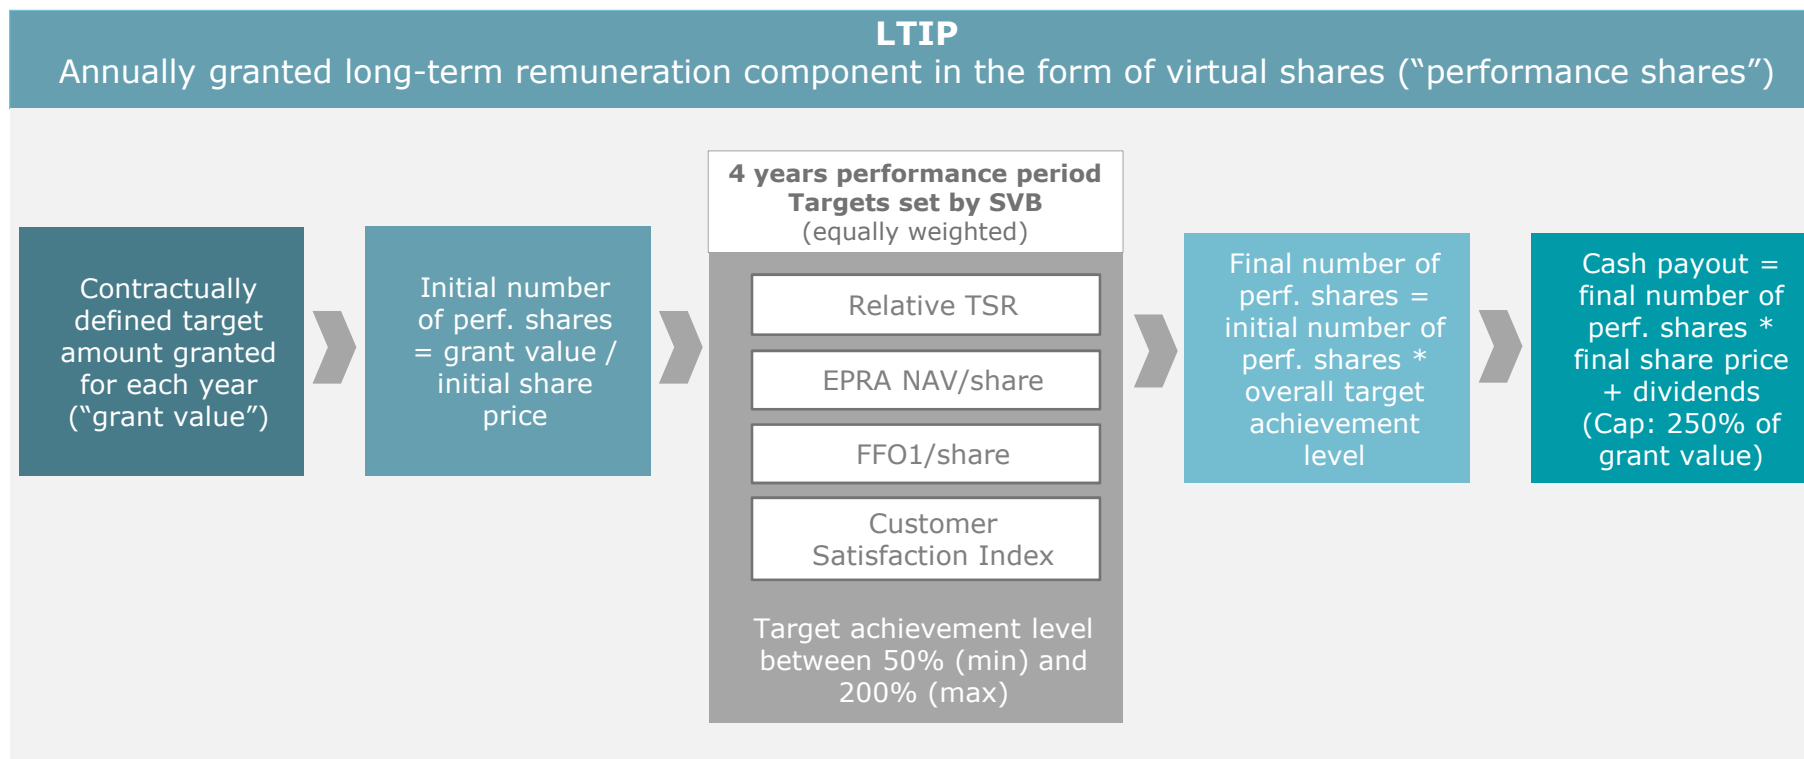 LTIP
Annually granted long-term remuneration component in the form of virtual shares (“performance shares”)
Contractually
defined target
amount granted
for each year
(“grant value”)
Initial number
of perf. shares
= grant value /
initial share
price
4 years performance period
Targets set by SVB
(equally weighted)
Relative TSR
EPRA NAV/share
FFO1/share
Customer
Satisfaction Index
Target achievement level
between 50% (min) and
200% (max)
Final number of
perf. shares =
initial number of
perf. shares *
overall target
achievement
level
Cash payout =
final number of
perf. shares *
final share price
+ dividends
(Cap: 250% of
grant value)